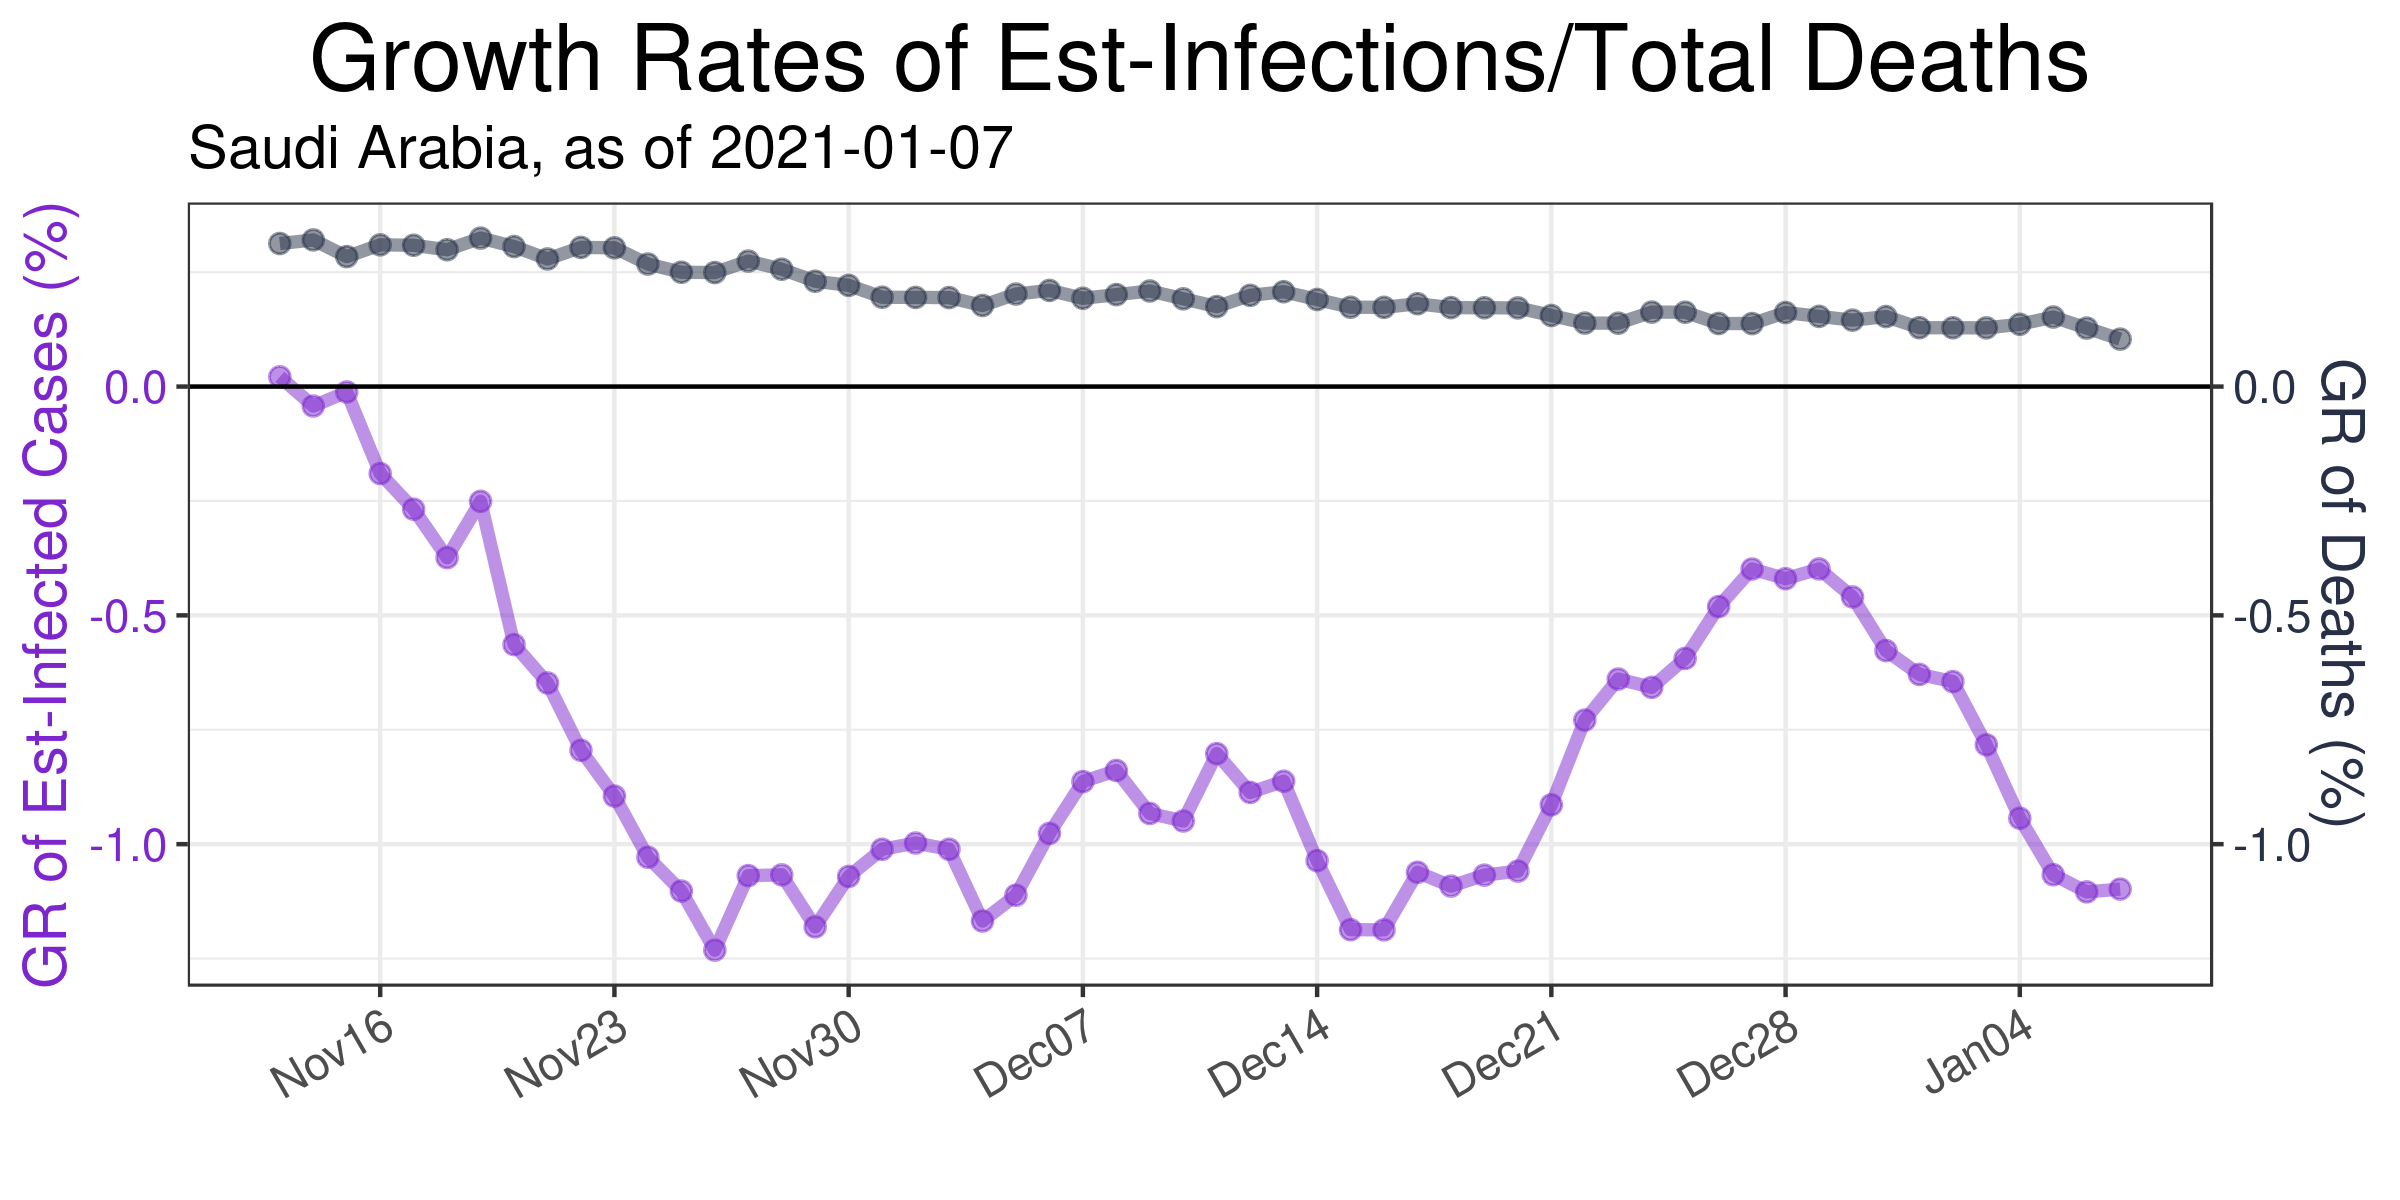 Growth Rates of Est-Infections/Total Deaths
Saudi Arabia, as of 2021-01-07
GR of Est-Infected Cases (%)
0.0
-0.5
-1.0
0.0
-0.5
-1.0
GR of Deaths (%)
Nov16
Nov23
Nov30
Dec07
Dec14
Dec21
Dec28
Jan04